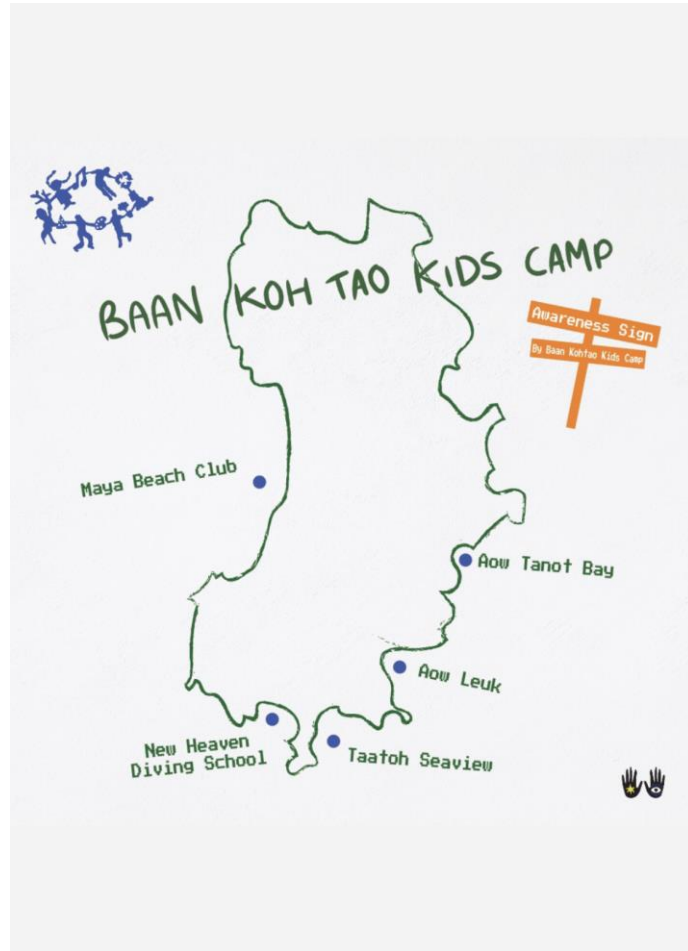 BAAN KOH TAO KIDS CAMP
Awareness Sign
By Baan Kohtao Kids Camp
Maya Beach Club
Aow Tanot Bay
Aow Leuk
New Heaven
Diving School
Taatoh Seaview